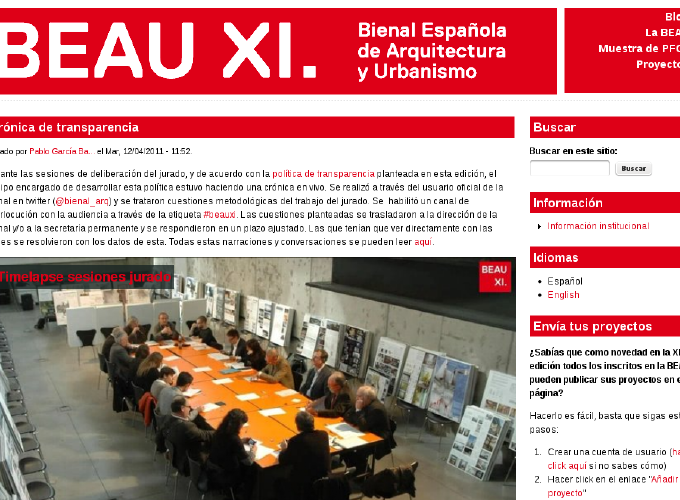 BEAU XI.
Bienal Española
de Arquitectura
y Urbanismo
La BEA
Muestra de PFC
Proyecto
rónica de transparencia
ado por Pablo García Ba... el Mar, 12/04/2011 - 11:52.
ante las sesiones de deliberación del jurado, y de acuerdo con la política de transparencia planteada en esta edición, el
ipo encargado de desarrollar esta política estuvo haciendo una crónica en vivo. Se realizó a través del usuario oficial de la
nal en twitter (@bienal_arq) y se trataron cuestiones metodológicas del trabajo del jurado. Se habilitó un canal de
rlocución con la audiencia a través de la etiqueta #beauxi. Las cuestiones planteadas se trasladaron a la dirección de la
nal y/o a la secretaría permanente y se respondieron en un plazo ajustado. Las que tenían que ver directamente con las
es se resolvieron con los datos de esta. Todas estas narraciones y conversaciones se pueden leer aquí.
Timelapse sesiones jurado
BEAU
XI.
Buscar
Buscar en este sitio:
Buscar
Información
Información institucional
Idiomas
Español
English
Envía tus proyectos
¿Sabías que como novedad en la XI
edición todos los inscritos en la BEA
pueden publicar sus proyectos en e
página?
Hacerlo es fácil, basta que sigas est
pasos:
1. Crear una cuenta de usuario (ha
click aquí si no sabes cómo)
2. Hacer click en el enlace "Añadir
proyecto"